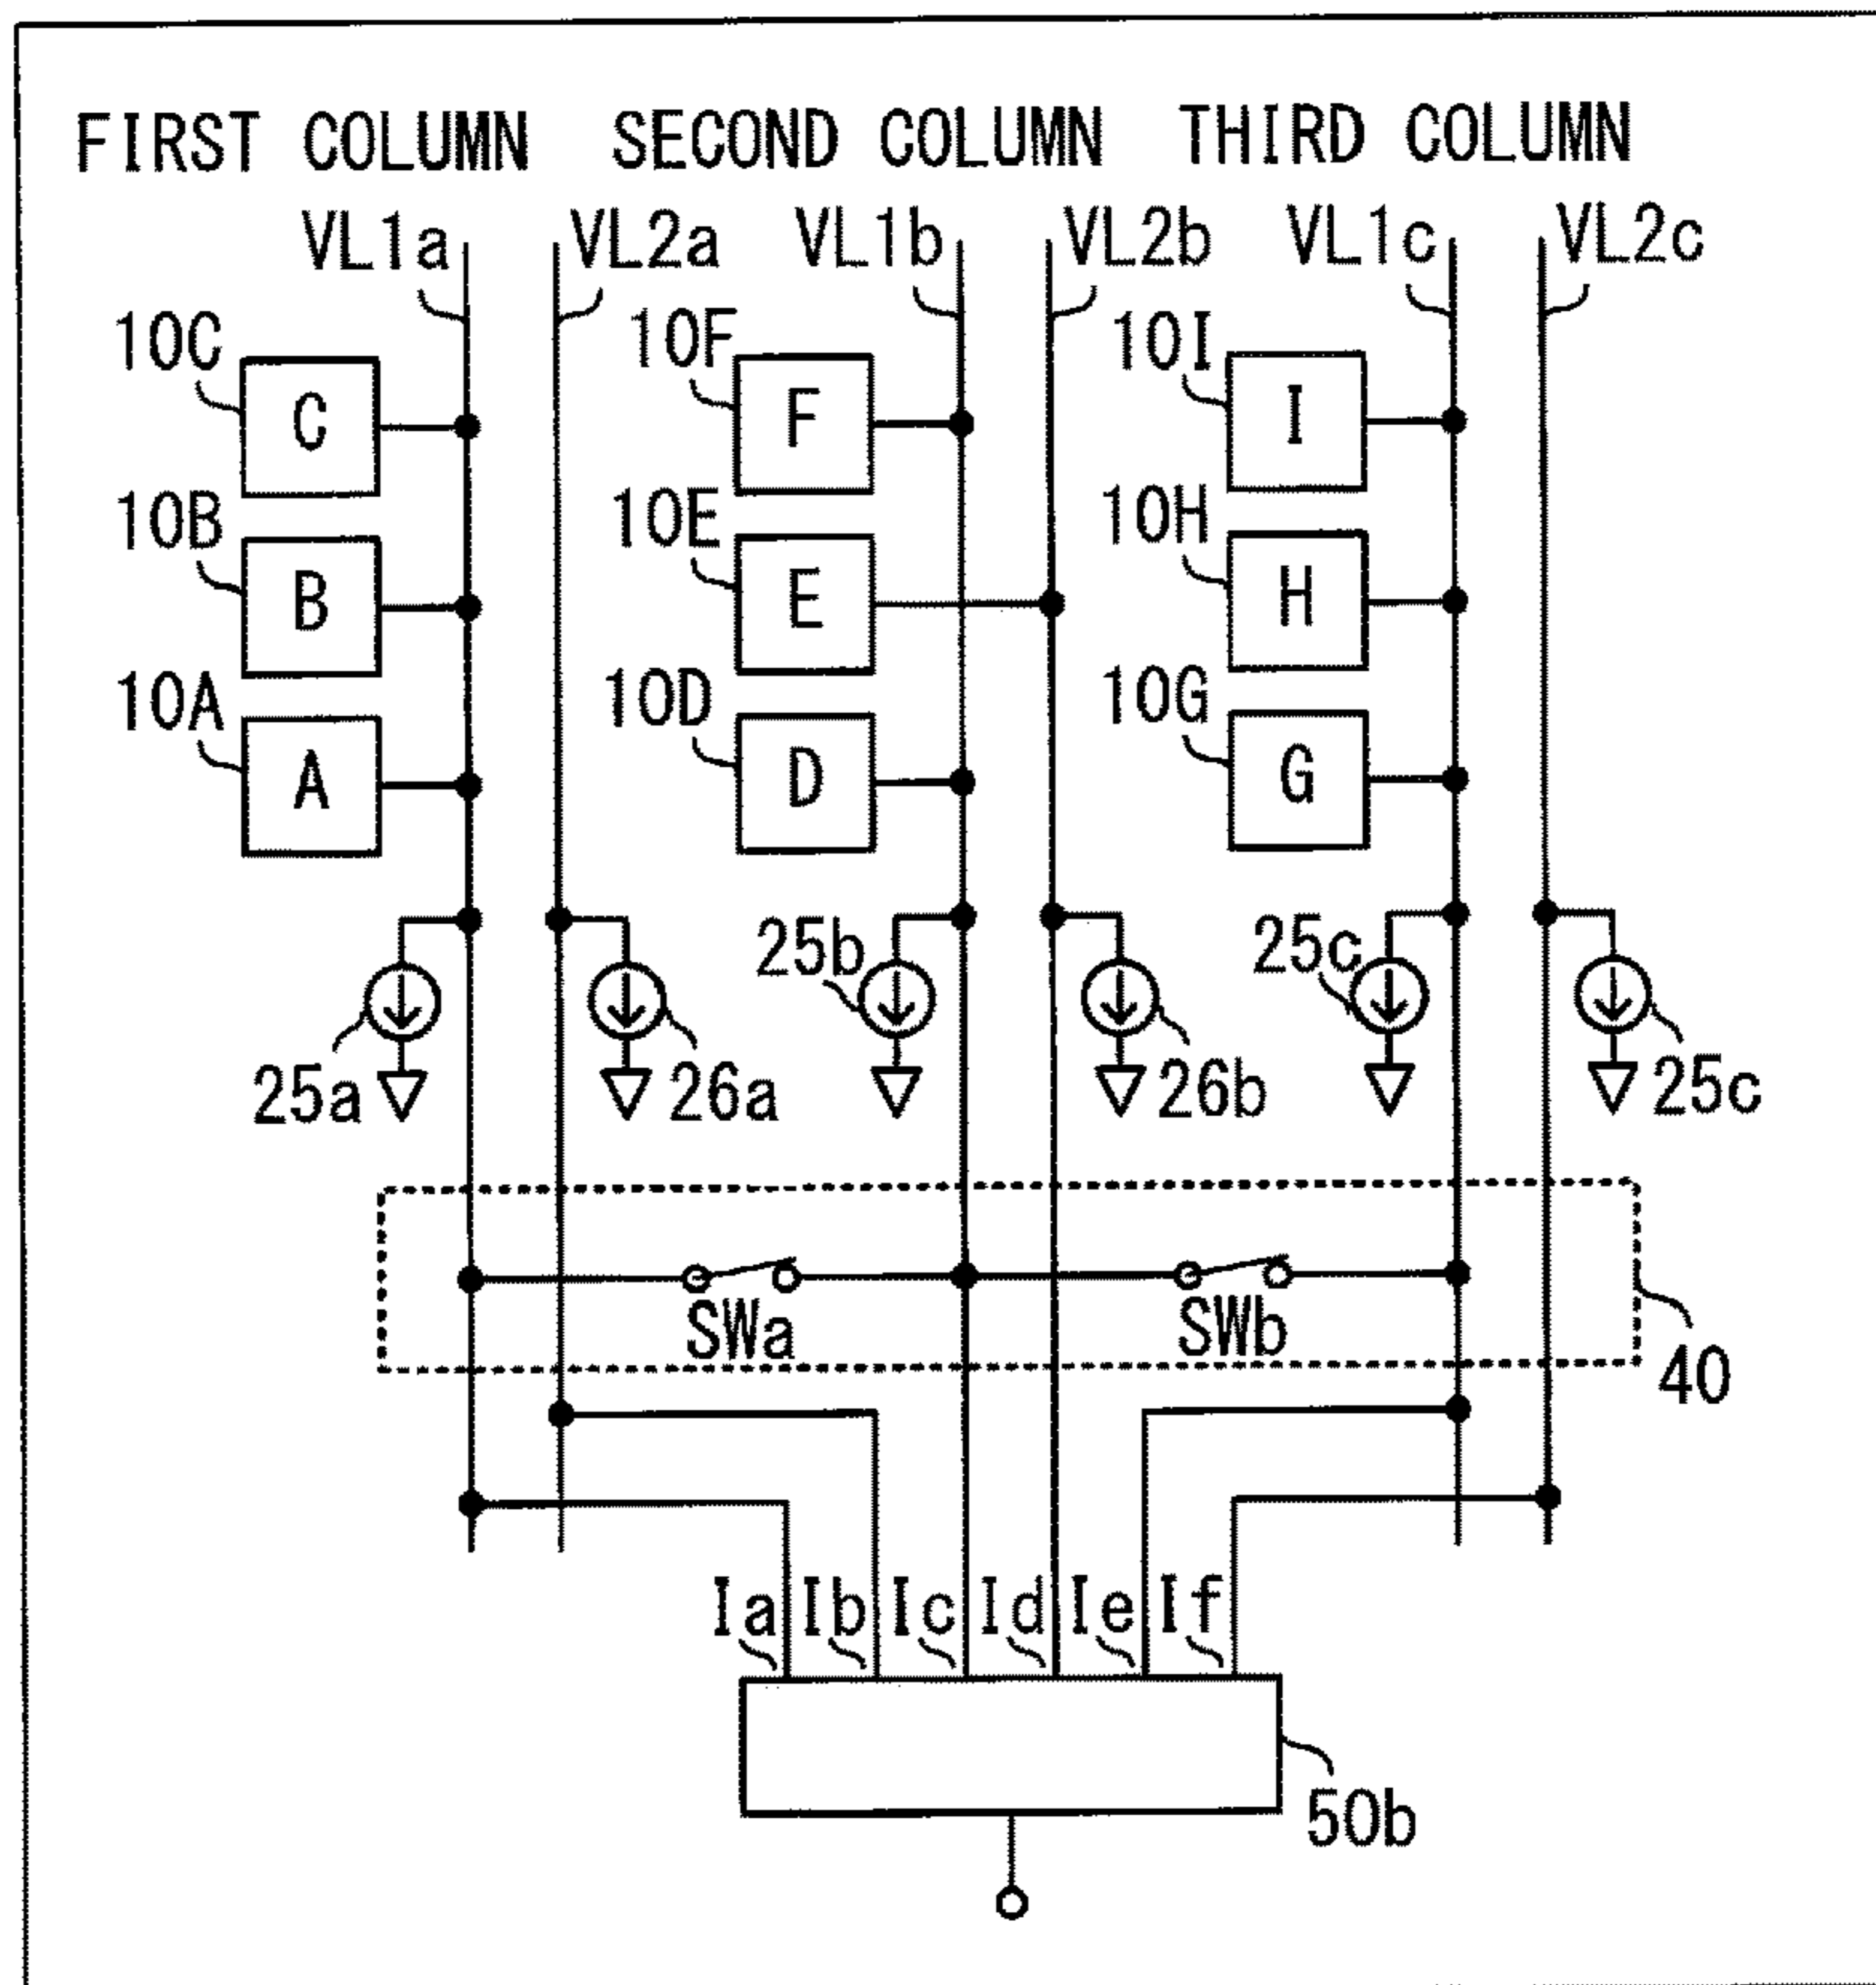 FIRST COLUMN SECOND COLUMN THIRD COLUMN
VL1a VL2a VL1b VL2b VL1c VL2c
10C C 10F F 10I I
10B B 10E E 10H H
10A A 10D D 10G G
25b 25c
25a 26a 26b 25c
SWa SWb
40
Ia Ib Ic Id Ie If
50b